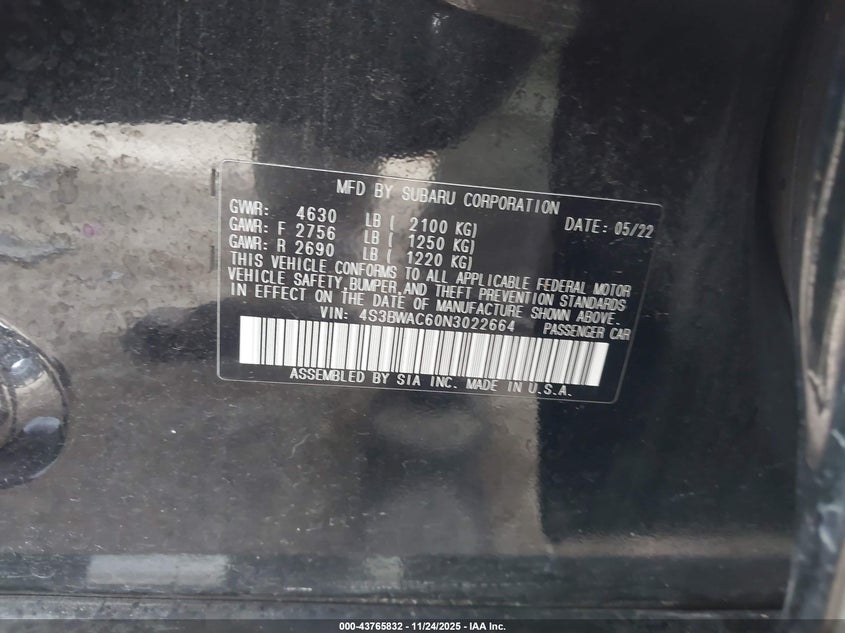 MFD BY SUBARU CORPORATION
GVWR: 4630 LB ( 2100 KG) DATE: 05/22
GAWR: F 2756 LB ( 1250 KG)
GAWR: R 2690 LB ( 1220 KG)
THIS VEHICLE CONFORMS TO ALL APPLICABLE FEDERAL MOTOR
VEHICLE SAFETY,BUMPER,AND THEFT PREVENTION STANDARDS
IN EFFECT ON THE DATE OF MANUFACTURE SHOWN ABOVE.
VIN: 4S3BWAC60N3022664 PASSENGER CAR
ASSEMBLED BY SIA INC. MADE IN U.S.A.
000-43765832 - 11/24/2025 - IAA Inc.